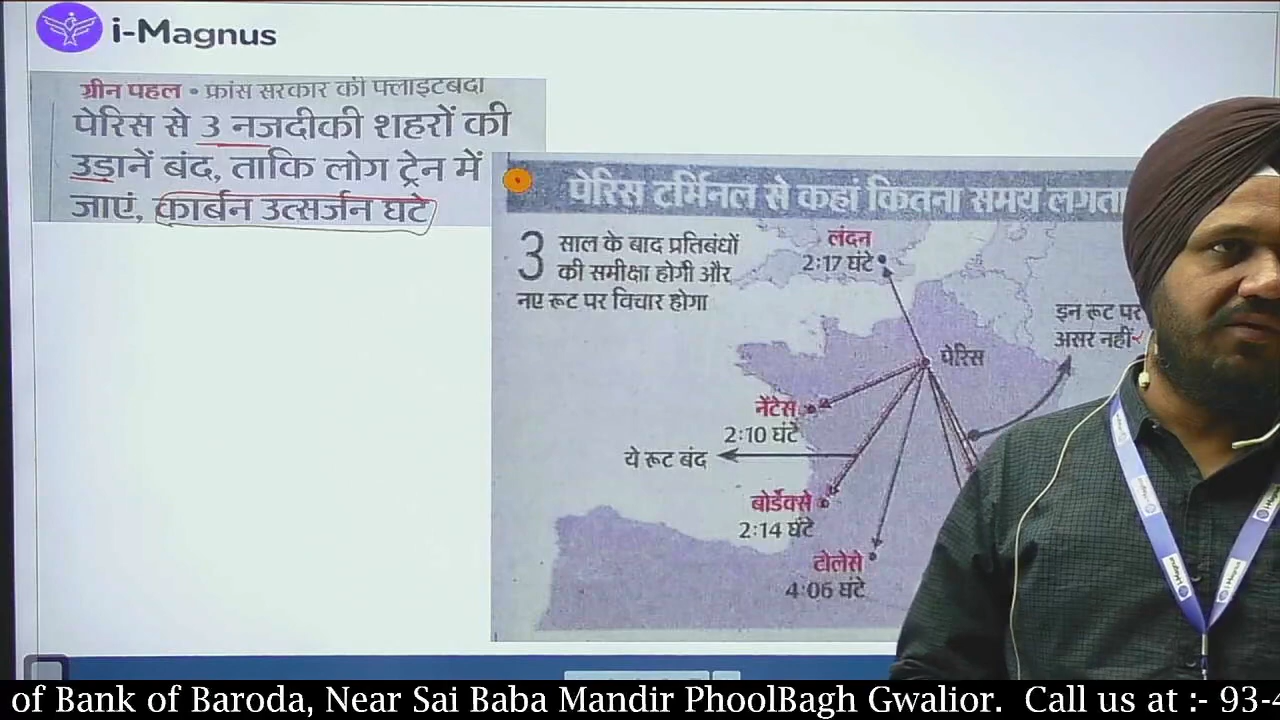 i-Magnus
ग्रीन पहल • फ्रांस सरकार की फ्लाइटबंदी
पेरिस से 3 नजदीकी शहरों की
उड़ानें बंद, ताकि लोग ट्रेन में
जाएं, कार्बन उत्सर्जन घटे
पेरिस टर्मिनल से कहां कितना समय लगता
3 साल के बाद प्रतिबंधों
की समीक्षा होगी और
नए रूट पर विचार होगा
लंदन
2:17 घंटे
इन रूट पर
असर नहीं
पेरिस
नेंटेस
2:10 घंटे
ये रूट बंद
बोर्डेक्से
2:14 घंटे
टोलेसे
4:06 घंटे
of Bank of Baroda, Near Sai Baba Mandir PhoolBagh Gwalior. Call us at :- 93-4